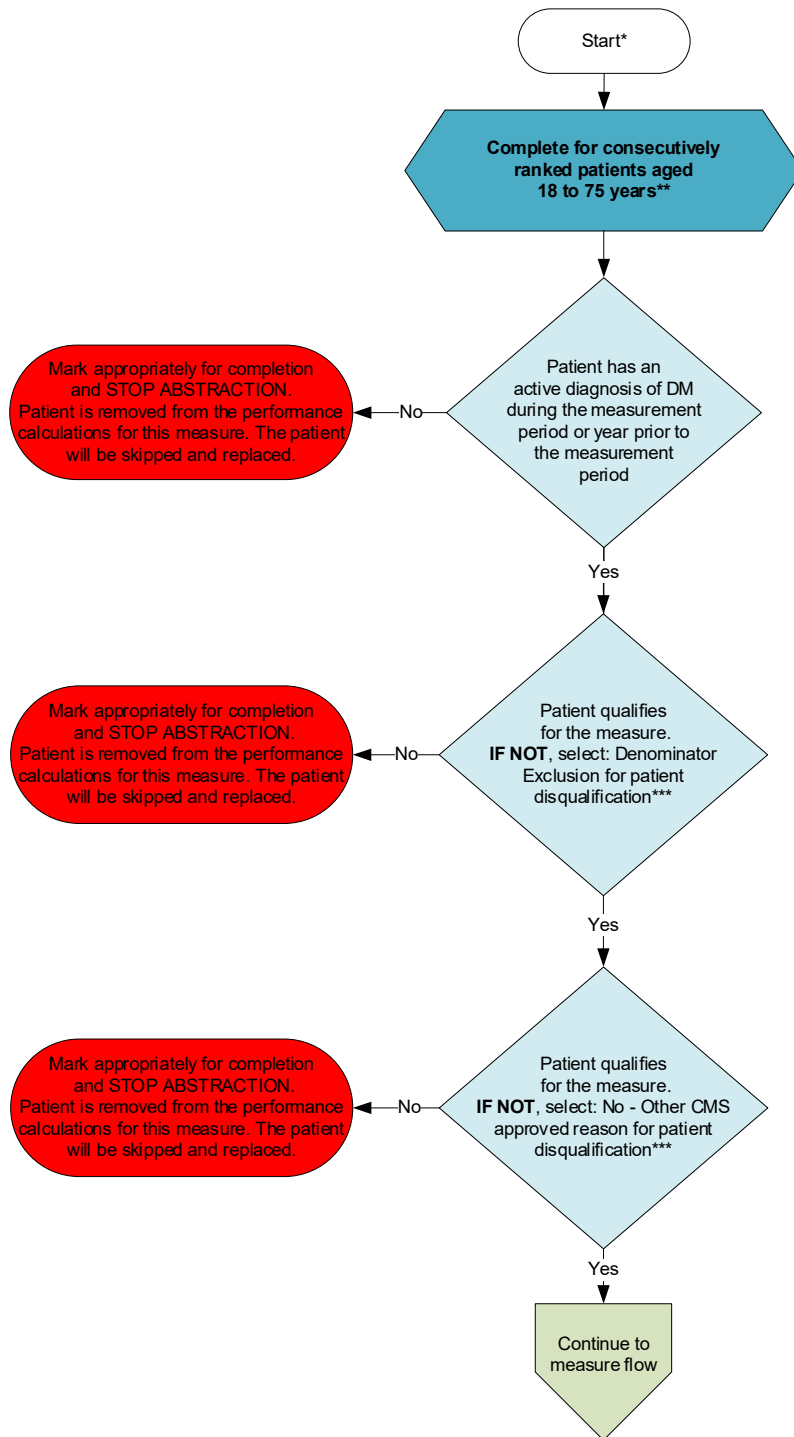 Start*
Complete for consecutively
ranked patients aged
18 to 75 years**
Patient has an
active diagnosis of DM
during the measurement
period or year prior to
the measurement
period
No
Mark appropriately for completion
and STOP ABSTRACTION.
Patient is removed from the performance
calculations for this measure. The patient
will be skipped and replaced.
Yes
Patient qualifies
for the measure.
IF NOT, select: Denominator
Exclusion for patient
disqualification***
No
Mark appropriately for completion
and STOP ABSTRACTION.
Patient is removed from the performance
calculations for this measure. The patient
will be skipped and replaced.
Yes
Patient qualifies
for the measure.
IF NOT, select: No - Other CMS
approved reason for patient
disqualification***
No
Mark appropriately for completion
and STOP ABSTRACTION.
Patient is removed from the performance
calculations for this measure. The patient
will be skipped and replaced.
Yes
Continue to
measure flow